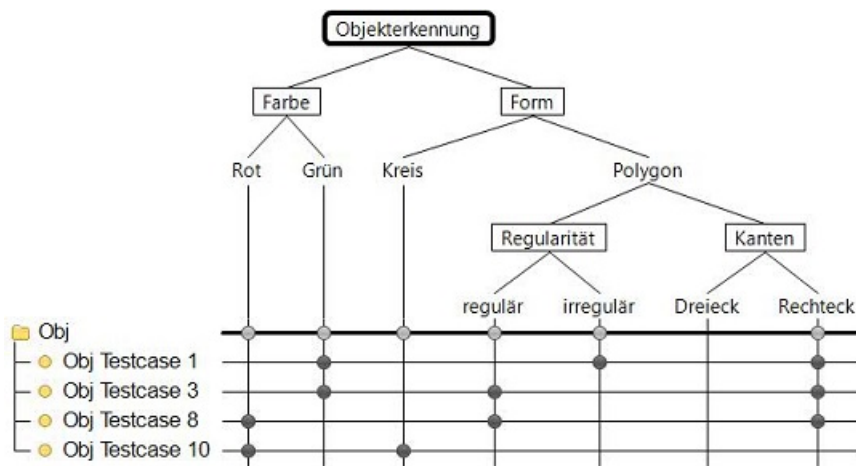 Objekterkennung
Farbe Form
Rot Grün Kreis Polygon
Regularität Kanten
regulär irregulär Dreieck Rechteck
Obj
Obj Testcase 1
Obj Testcase 3
Obj Testcase 8
Obj Testcase 10